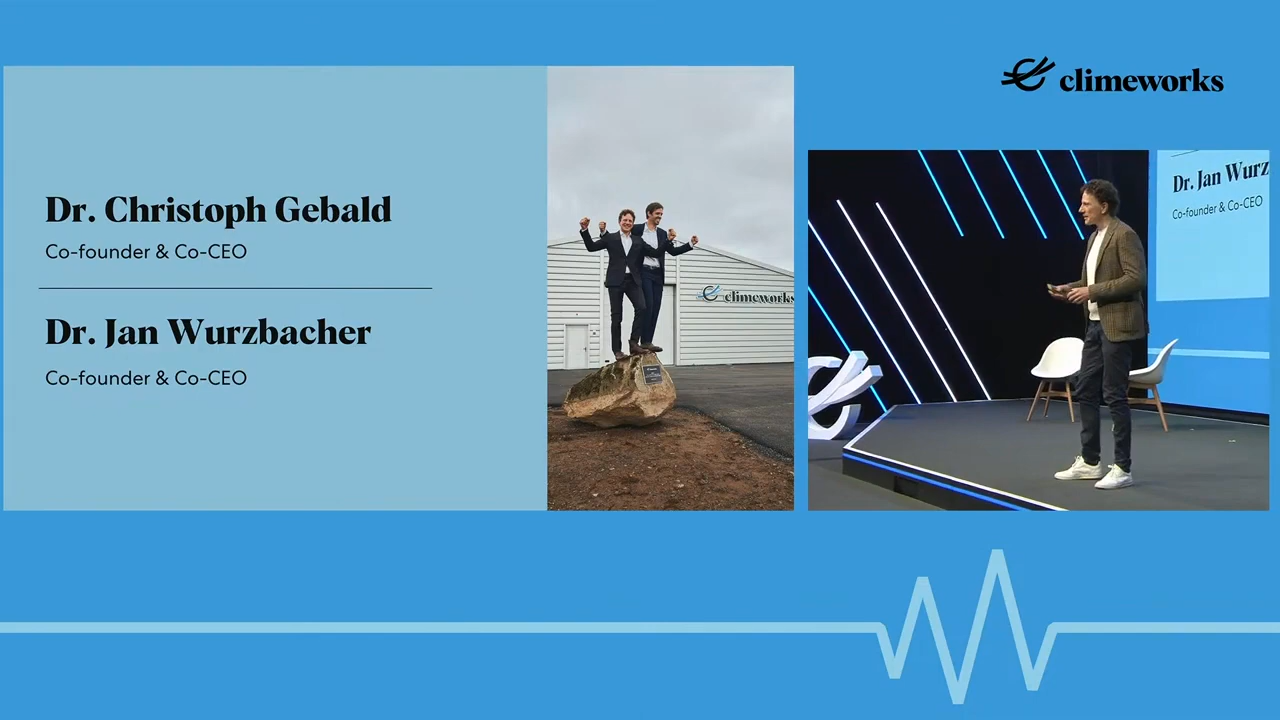 climeworks
Dr. Christoph Gebald
Co-founder & Co-CEO
Dr. Jan Wurzbacher
Co-founder & Co-CEO
climeworks
Dr. Jan Wurz
Co-founder & Co-CEO